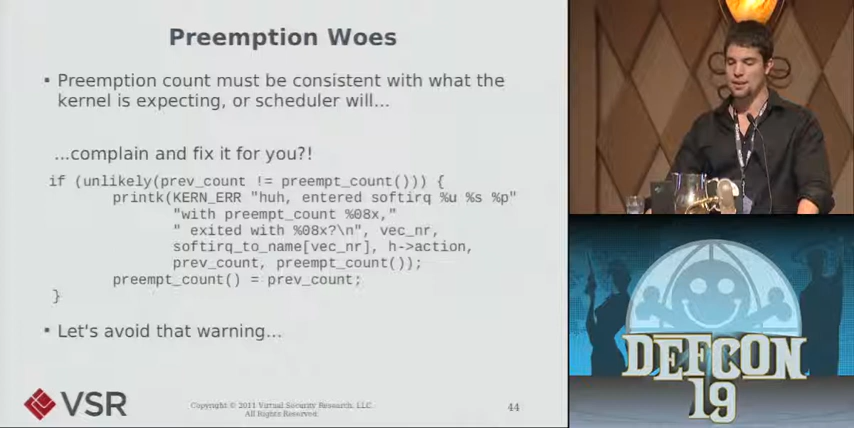 Preemption Woes
▪ Preemption count must be consistent with what the
kernel is expecting, or scheduler will...
...complain and fix it for you?!
if (unlikely(prev_count != preempt_count())) {
printk(KERN_ERR "huh, entered softirq %u %s %p"
"with preempt_count %08x,"
" exited with %08x?\n", vec_nr,
softirq_to_name[vec_nr], h->action,
prev_count, preempt_count());
preempt_count() = prev_count;
}
▪ Let's avoid that warning...
VSR
Copyright © 2011 Virtual Security Research, LLC.
All Rights Reserved.
44
DEFCON
19